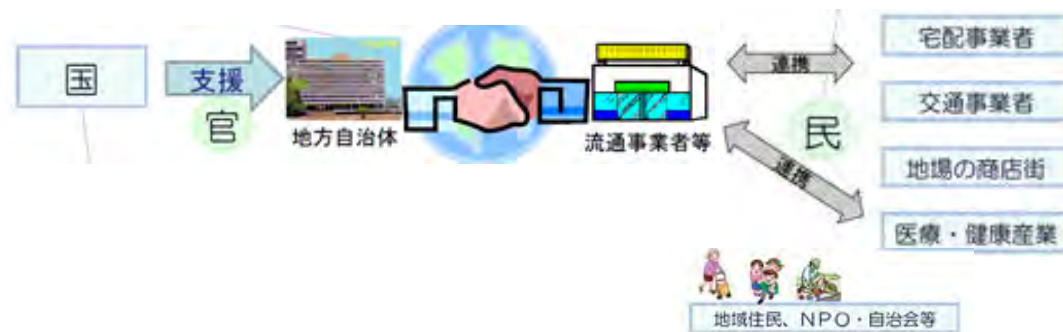 国
支援
官
地方自治体
流通事業者等
連携
連携
民
宅配事業者
交通事業者
地場の商店街
医療・健康産業
地域住民、NPO・自治会等